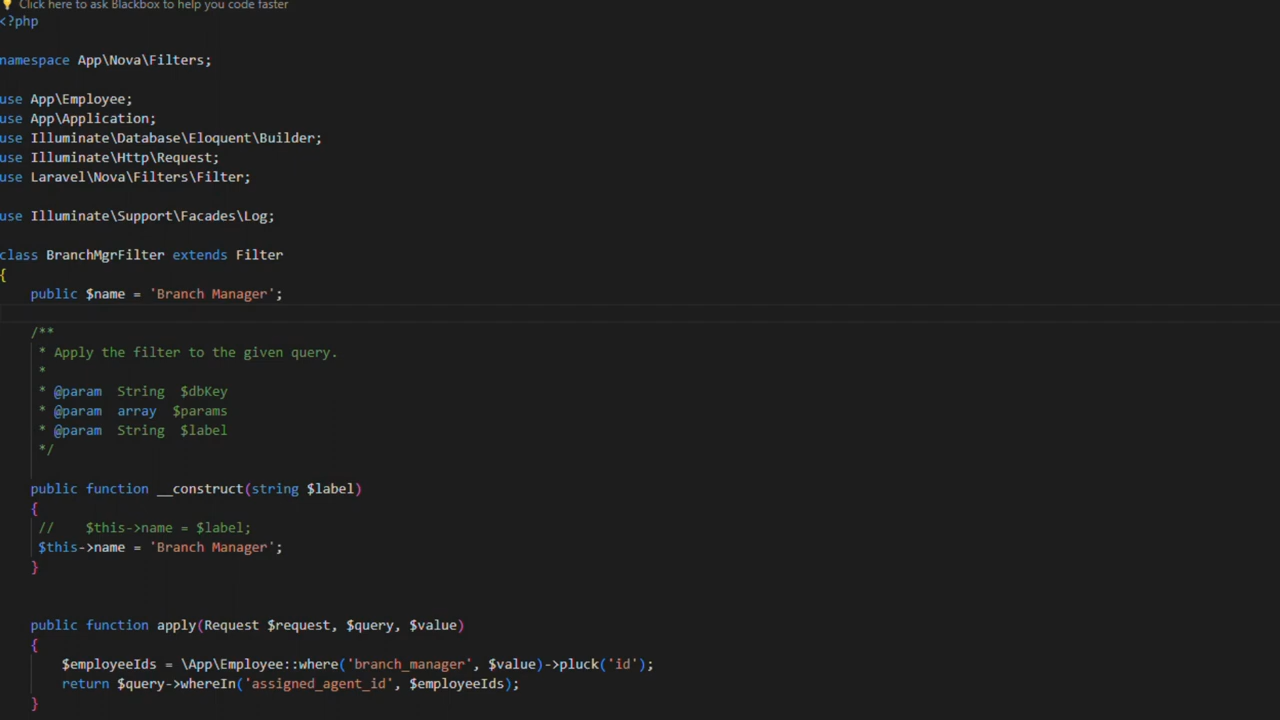 Click here to ask Blackbox to help you code faster
<?php
namespace App\Nova\Filters;
use App\Employee;
use App\Application;
use Illuminate\Database\Eloquent\Builder;
use Illuminate\Http\Request;
use Laravel\Nova\Filters\Filter;
use Illuminate\Support\Facades\Log;
class BranchMgrFilter extends Filter
{
    public $name = 'Branch Manager';
    /**
     * Apply the filter to the given query.
     *
     * @param  String  $dbKey
     * @param  array  $params
     * @param  String  $label
     */
    public function __construct(string $label)
    {
     //    $this->name = $label;
     $this->name = 'Branch Manager';
    }
    public function apply(Request $request, $query, $value)
    {
        $employeeIds = \App\Employee::where('branch_manager', $value)->pluck('id');
        return $query->whereIn('assigned_agent_id', $employeeIds);
    }